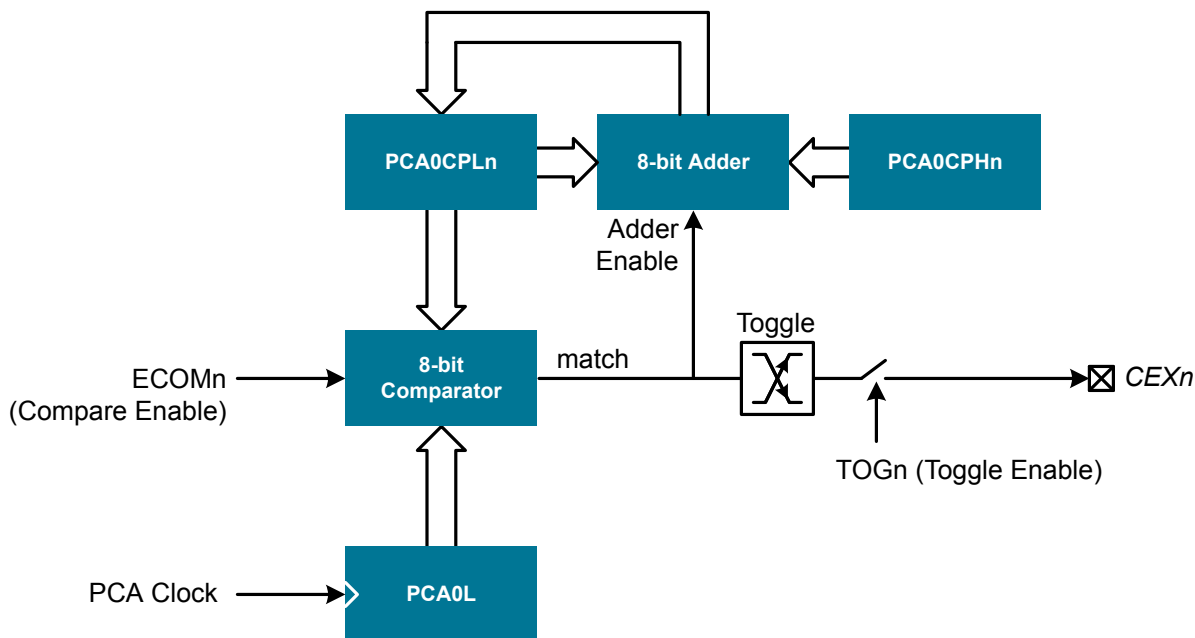 PCA0CPLn
8-bit Adder
PCA0CPHn
Adder
Enable
Toggle
ECOMn
(Compare Enable)
8-bit
Comparator
match
CEXn
TOGn (Toggle Enable)
PCA Clock
PCA0L